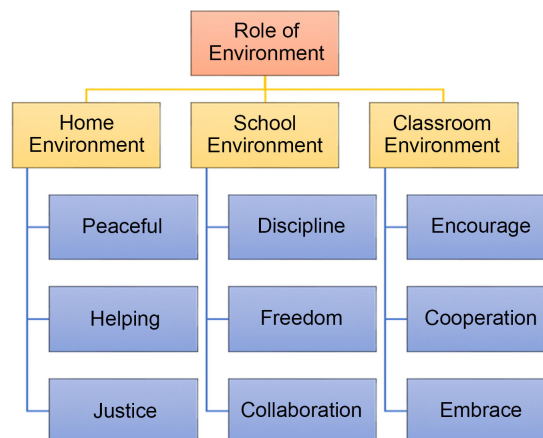 Role of
Environment
Home
Environment
School
Environment
Classroom
Environment
Peaceful
Discipline
Encourage
Helping
Freedom
Cooperation
Justice
Collaboration
Embrace